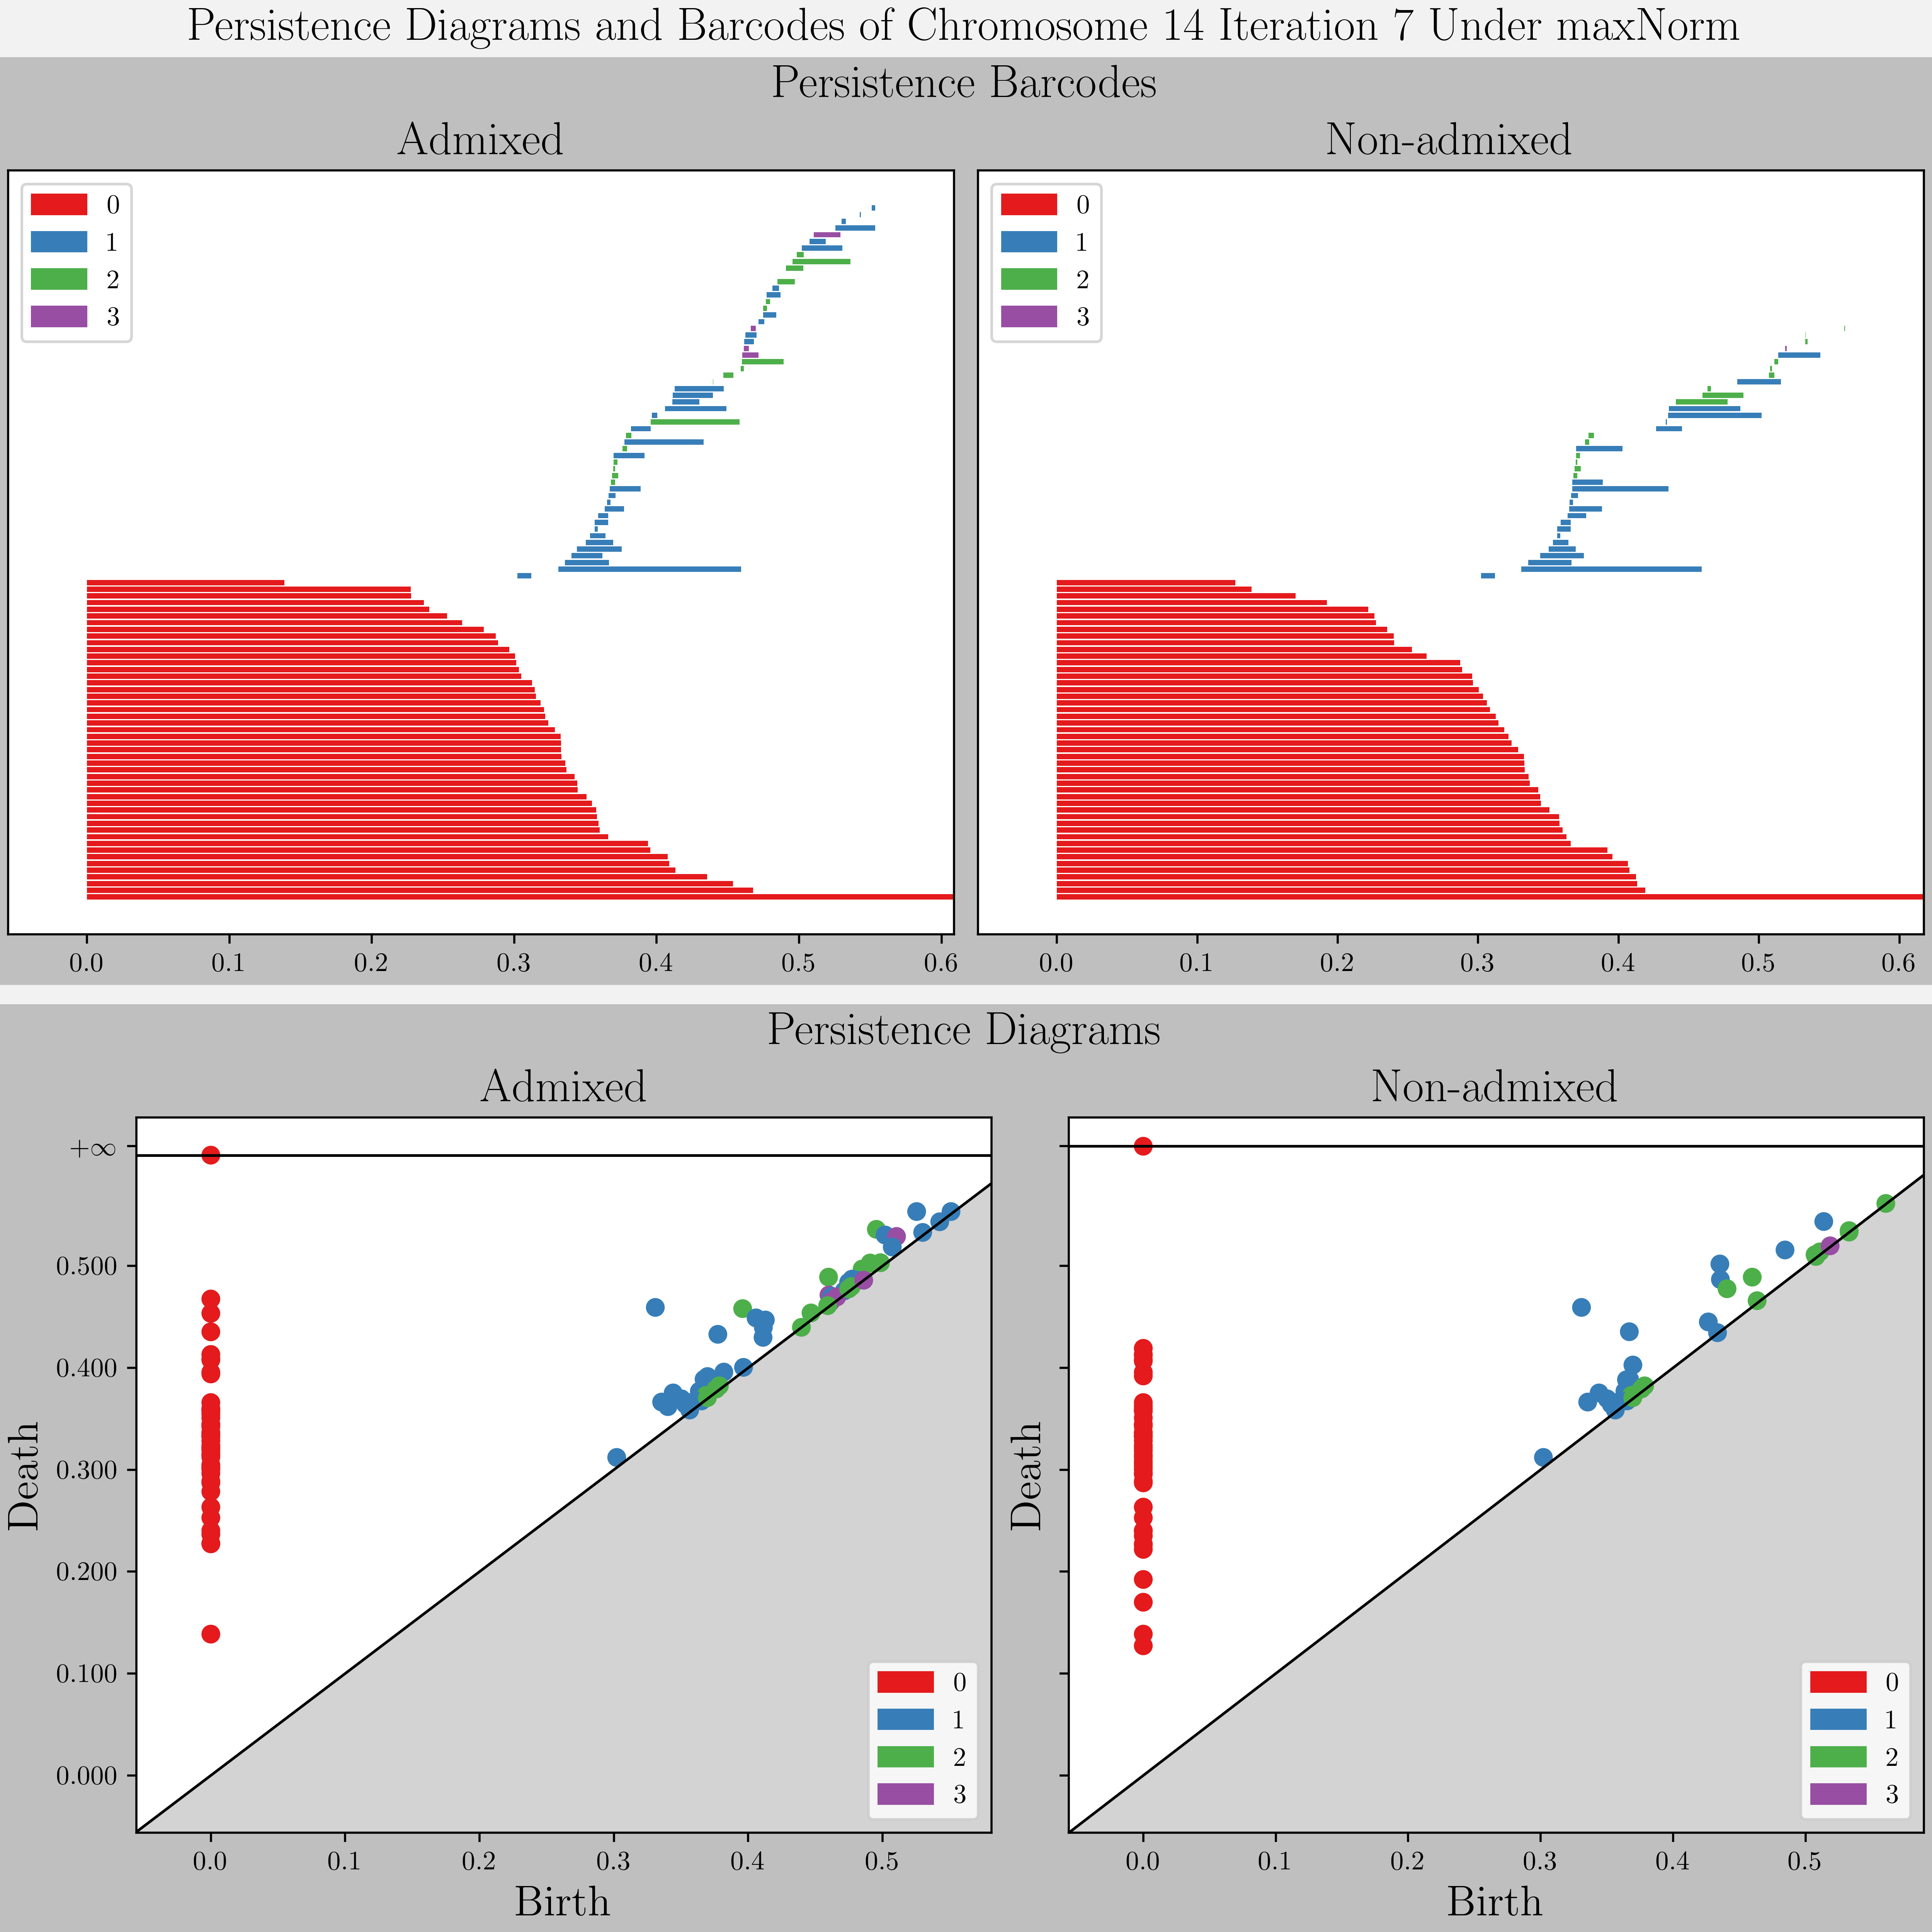 Persistence Diagrams and Barcodes of Chromosome 14 Iteration 7 Under maxNorm
Persistence Barcodes
Admixed
0
1
2
3
0.0 0.1 0.2 0.3 0.4 0.5 0.6
Non-admixed
0
1
2
3
0.0 0.1 0.2 0.3 0.4 0.5 0.6
Persistence Diagrams
Admixed
+∞
0.500
0.400
0.300
0.200
0.100
0.000
Death
0
1
2
3
0.0 0.1 0.2 0.3 0.4 0.5
Birth
Non-admixed
Death
0
1
2
3
0.0 0.1 0.2 0.3 0.4 0.5
Birth